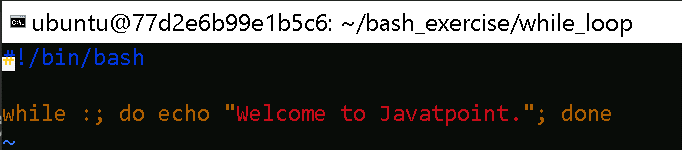 ubuntu@77d2e6b99e1b5c6: ~/bash_exercise/while_loop
#!/bin/bash
while :; do echo "Welcome to Javatpoint."; done
~